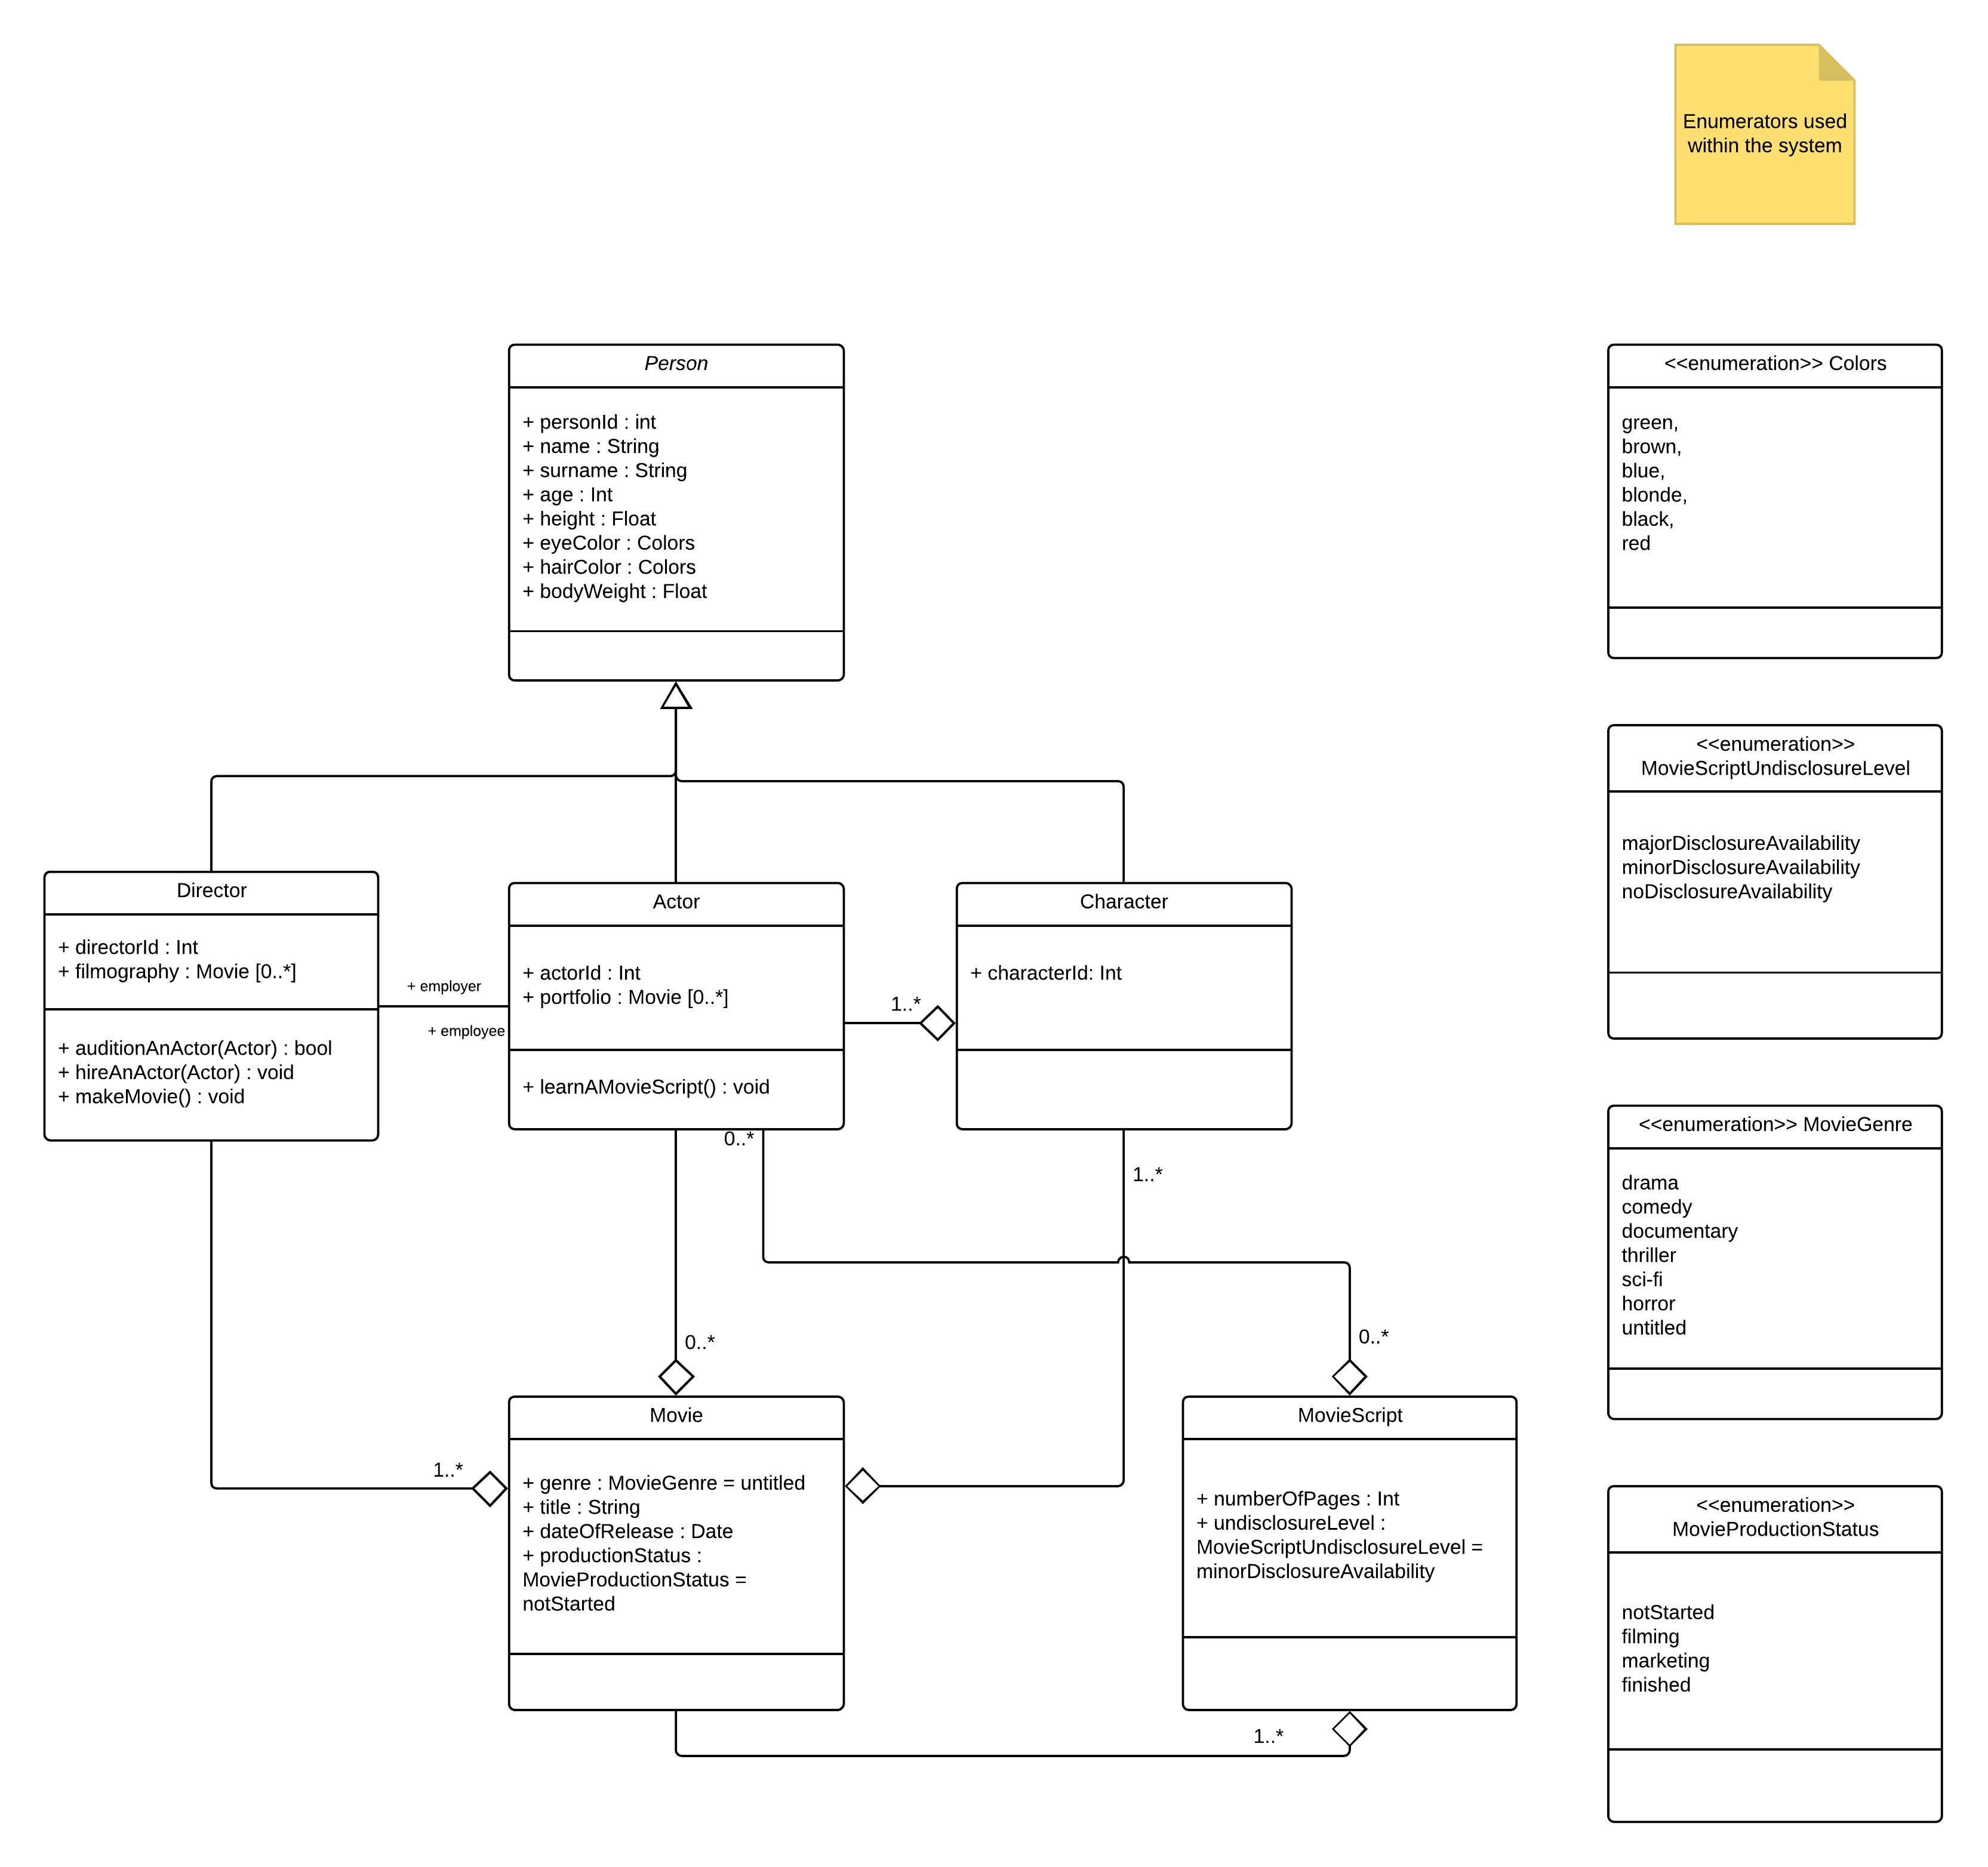 Enumerators used
within the system
Person
+ personId : int
+ name : String
+ surname : String
+ age : Int
+ height : Float
+ eyeColor : Colors
+ hairColor : Colors
+ bodyWeight : Float
<<enumeration>> Colors
green,
brown,
blue,
blonde,
black,
red
<<enumeration>>
MovieScriptUndisclosureLevel
majorDisclosureAvailability
minorDisclosureAvailability
noDisclosureAvailability
Director
+ directorId : Int
+ filmography : Movie [0..*]
+ auditionAnActor(Actor) : bool
+ hireAnActor(Actor) : void
+ makeMovie() : void
+ employer
+ employee
Actor
+ actorId : Int
+ portfolio : Movie [0..*]
+ learnAMovieScript() : void
1..*
Character
+ characterId: Int
0..*
1..*
<<enumeration>> MovieGenre
drama
comedy
documentary
thriller
sci-fi
horror
untitled
0..*
0..*
1..*
Movie
+ genre : MovieGenre = untitled
+ title : String
+ dateOfRelease : Date
+ productionStatus :
MovieProductionStatus =
notStarted
MovieScript
+ numberOfPages : Int
+ undisclosureLevel :
MovieScriptUndisclosureLevel =
minorDisclosureAvailability
1..*
<<enumeration>>
MovieProductionStatus
notStarted
filming
marketing
finished